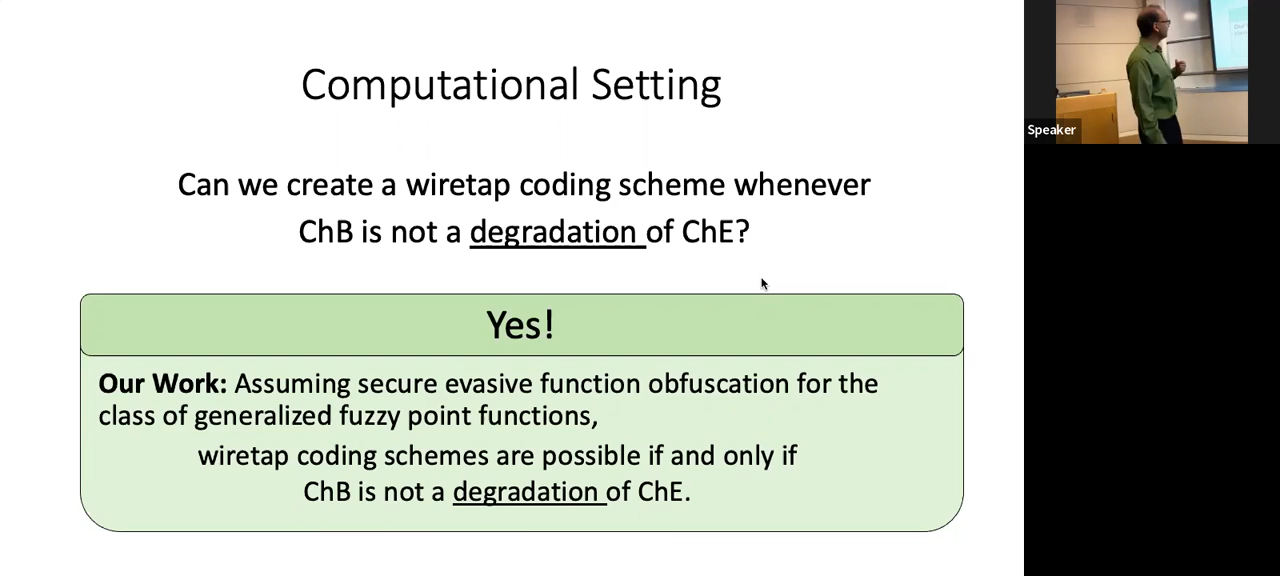 Computational Setting
Can we create a wiretap coding scheme whenever
ChB is not a degradation of ChE?
Yes!
Our Work: Assuming secure evasive function obfuscation for the
class of generalized fuzzy point functions,
wiretap coding schemes are possible if and only if
ChB is not a degradation of ChE.
Speaker